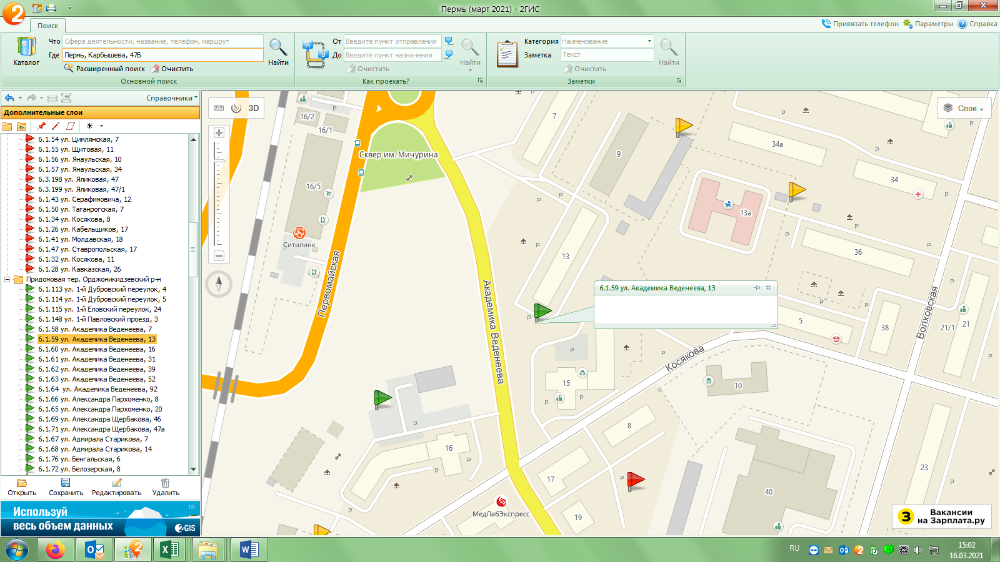 Пермь (март 2021) - 2ГИС
Поиск
Привязать телефон
Параметры
Справка
Каталог
Что
Сфера деятельности, название, телефон, маршрут
Где
Пермь, Карбышева, 47Б
Расширенный поиск
Очистить
Найти
Основной поиск
От
Введите пункт отправления
До
Введите пункт назначения
Очистить
Найти
Как проехать?
Категория
Наименование
Заметка
Текст
Очистить
Найти
Заметки
Справочники
Дополнительные слои
6.1.54 ул. Цимлянская, 7
6.1.55 ул. Щитовая, 11
6.1.56 ул. Янаульская, 10
6.1.57 ул. Янаульская, 34
6.3.198 ул. Яликовая, 47
6.3.199 ул. Яликовая, 47/1
6.1.43 ул. Серафимовича, 12
6.1.50 ул. Таганрогская, 7
6.1.34 ул. Косякова, 8
6.1.26 ул. Кабельщиков, 17
6.1.41 ул. Молдавская, 18
6.1.47 ул. Ставропольская, 17
6.1.32 ул. Косякова, 11
6.1.28 ул. Кавказская, 26
Придомовая тер. Орджоникидзевский р-н
6.1.113 ул. 1-й Дубровский переулок, 4
6.1.114 ул. 1-й Дубровский переулок, 5
6.1.115 ул. 1-й Еловский переулок, 24
6.1.148 ул. 1-й Павловский проезд, 3
6.1.58 ул. Академика Веденеева, 7
6.1.59 ул. Академика Веденеева, 13
6.1.60 ул. Академика Веденеева, 16
6.1.61 ул. Академика Веденеева, 31
6.1.62 ул. Академика Веденеева, 39
6.1.63 ул. Академика Веденеева, 52
6.1.64 ул. Академика Веденеева, 92
6.1.66 ул. Александра Пархоменко, 8
6.1.65 ул. Александра Пархоменко, 20
6.1.69 ул. Александра Щербакова, 46
6.1.71 ул. Александра Щербакова, 47а
6.1.67 ул. Адмирала Старикова, 7
6.1.68 ул. Адмирала Старикова, 14
6.1.76 ул. Бенгальская, 6
6.1.72 ул. Белозерская, 8
Открыть
Сохранить
Редактировать
Удалить
Используй
весь объем данных
18+
2GIS
3D
Слои
16/2
16/1
16/5
Сквер им. Мичурина
Ситилинк
Первомайская
Академика Веденеева
7
9
34а
34
13а
13
36
6.1.59 ул. Академика Веденеева, 13
5
38
21/1
21
Волховская
Косякова
15
10
8
16
17
19
40
23
МедЛабЭкспресс
Вакансии
на Зарплата.ру
RU
15:02
16.03.2021